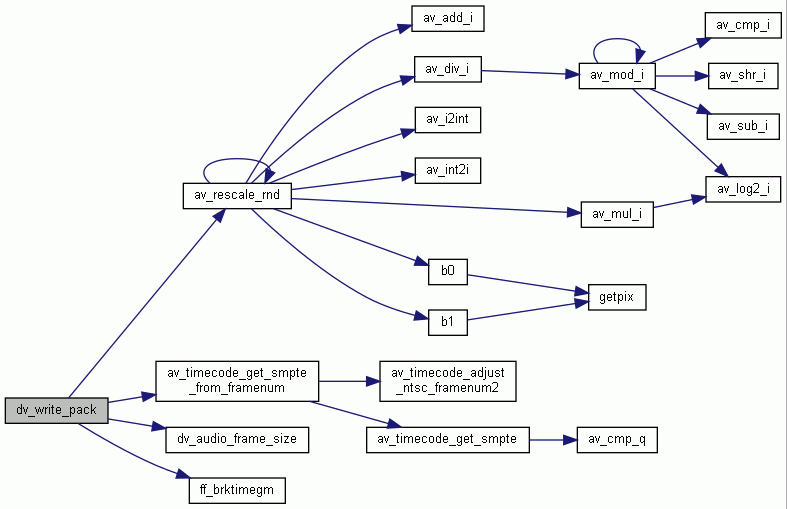 av_add_i
av_cmp_i
av_div_i
av_mod_i
av_shr_i
av_i2int
av_sub_i
av_int2i
av_rescale_rnd
av_log2_i
av_mul_i
b0
getpix
b1
av_timecode_get_smpte
_from_framenum
av_timecode_adjust
_ntsc_framenum2
dv_write_pack
dv_audio_frame_size
av_timecode_get_smpte
av_cmp_q
ff_brktimegm